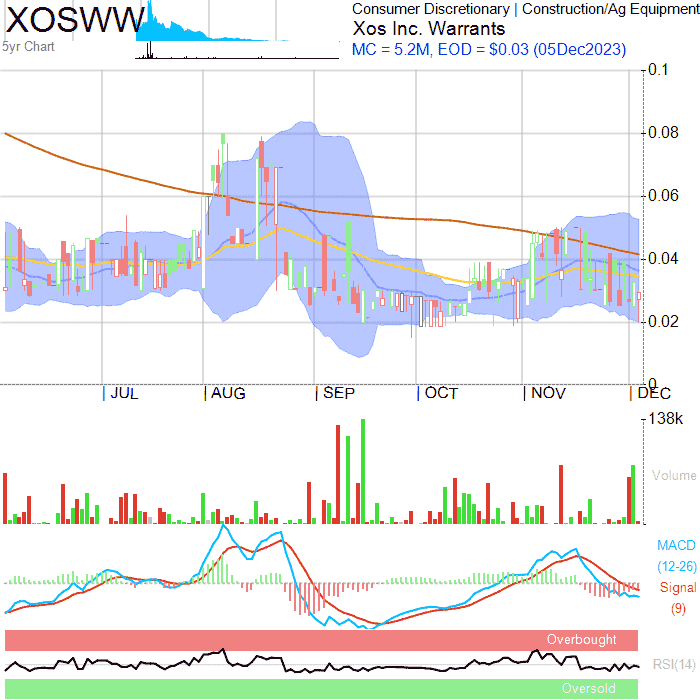 XOSWW
5yr Chart
Consumer Discretionary | Construction/Ag Equipment
Xos Inc. Warrants
MC = 5.2M, EOD = $0.03 (05Dec2023)
0.1
0.08
0.06
0.04
0.02
0
JUL
AUG
SEP
OCT
NOV
DEC
138k
Volume
MACD
(12-26)
Signal
(9)
Overbought
RSI(14)
Oversold